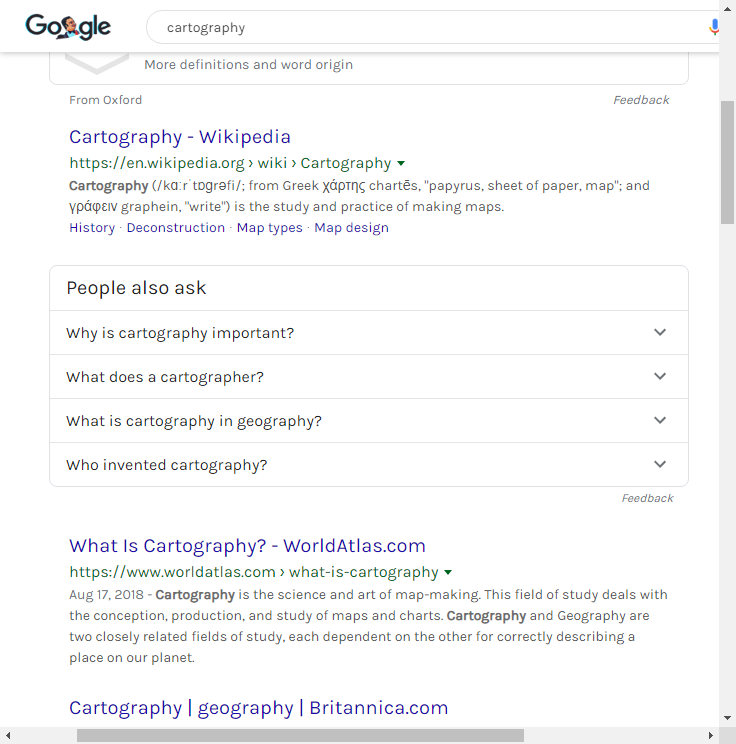 Google
cartography
More definitions and word origin
From Oxford Feedback
Cartography - Wikipedia
https://en.wikipedia.org › wiki › Cartography
Cartography (/kɑːrˈtɒɡrəfi/; from Greek χάρτης chartēs, "papyrus, sheet of paper, map"; and
γράφειν graphein, "write") is the study and practice of making maps.
History · Deconstruction · Map types · Map design
People also ask
Why is cartography important?
What does a cartographer?
What is cartography in geography?
Who invented cartography?
Feedback
What Is Cartography? - WorldAtlas.com
https://www.worldatlas.com › what-is-cartography
Aug 17, 2018 - Cartography is the science and art of map-making. This field of study deals with
the conception, production, and study of maps and charts. Cartography and Geography are
two closely related fields of study, each dependent on the other for correctly describing a
place on our planet.
Cartography | geography | Britannica.com